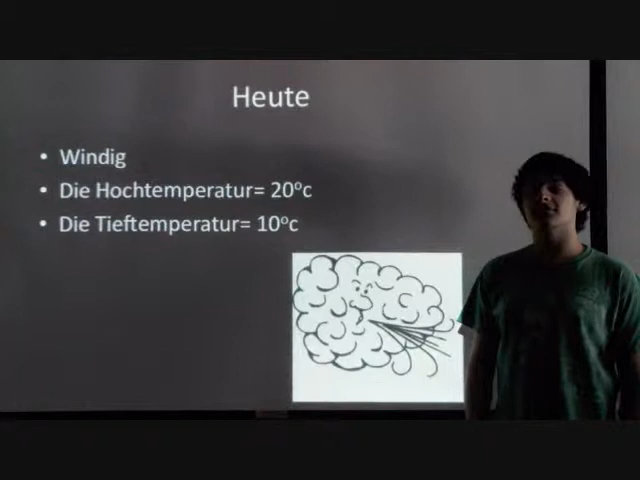 Heute
• Windig
• Die Hochtemperatur= 20°c
• Die Tieftemperatur= 10°c